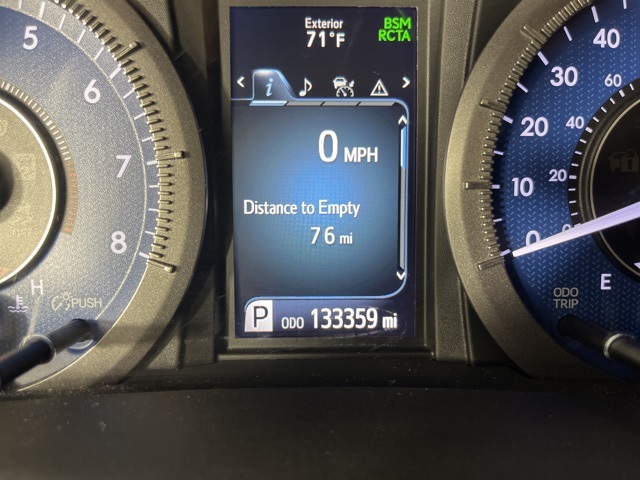 Exterior
71°F
BSM
RCTA
0 MPH
Distance to Empty
76 mi
P ODO 133359 mi
5
6
7
8
H
PUSH
40
30
20
10
0
60
40
20
E
ODO
TRIP